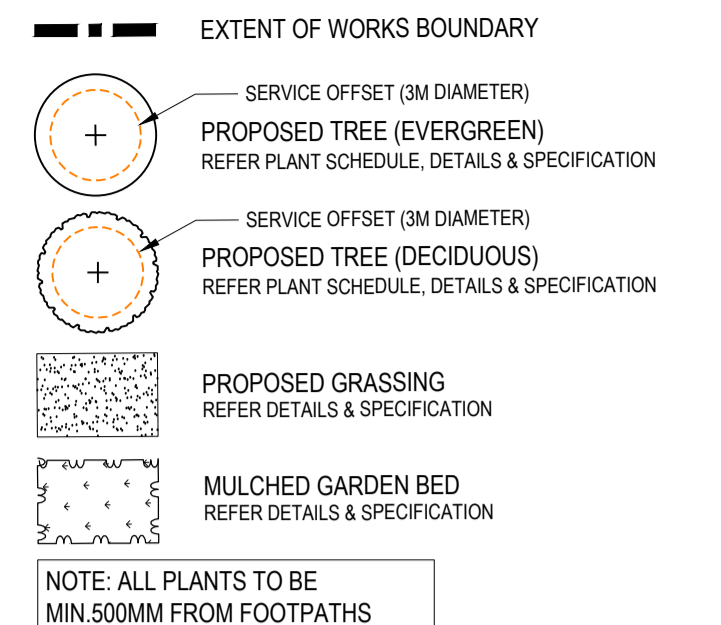 EXTENT OF WORKS BOUNDARY
SERVICE OFFSET (3M DIAMETER)
PROPOSED TREE (EVERGREEN)
REFER PLANT SCHEDULE, DETAILS & SPECIFICATION
SERVICE OFFSET (3M DIAMETER)
PROPOSED TREE (DECIDUOUS)
REFER PLANT SCHEDULE, DETAILS & SPECIFICATION
PROPOSED GRASSING
REFER DETAILS & SPECIFICATION
MULCHED GARDEN BED
REFER DETAILS & SPECIFICATION
NOTE: ALL PLANTS TO BE
MIN.500MM FROM FOOTPATHS